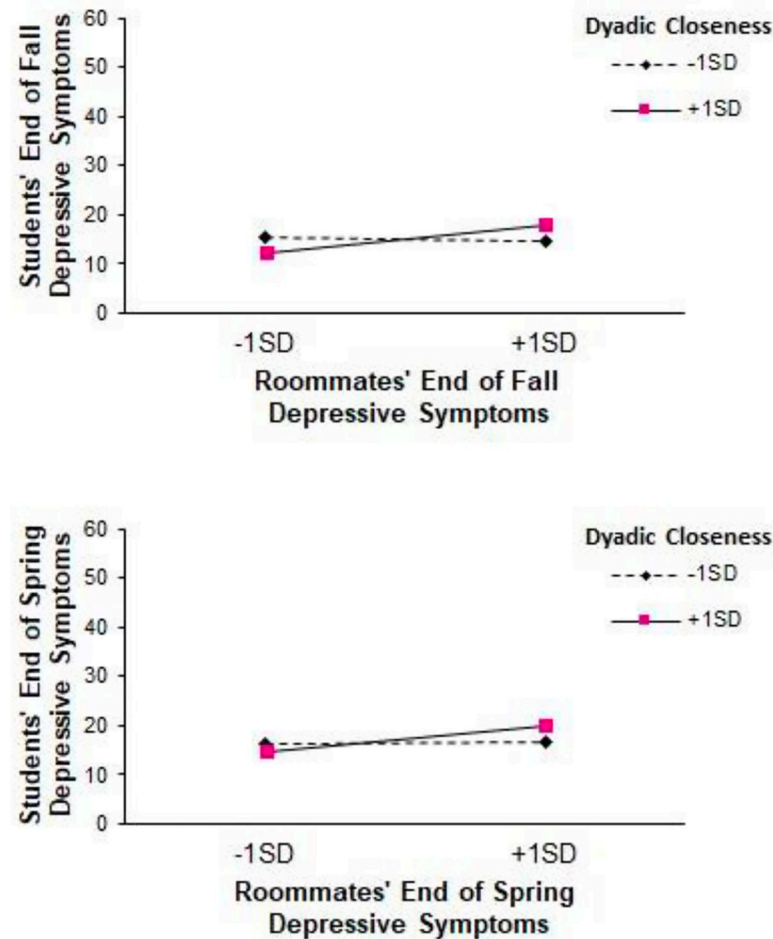 Students' End of Fall
Depressive Symptoms
60
50
40
30
20
10
0
-1SD
+1SD
Roommates' End of Fall
Depressive Symptoms
Dyadic Closeness
-1SD
+1SD
Students' End of Spring
Depressive Symptoms
60
50
40
30
20
10
0
-1SD
+1SD
Roommates' End of Spring
Depressive Symptoms
Dyadic Closeness
-1SD
+1SD